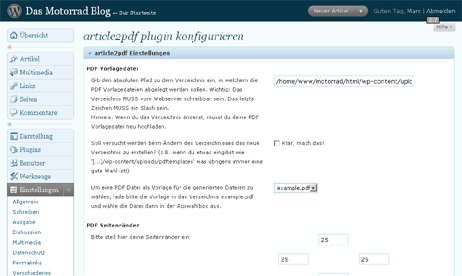 Das Motorrad Blog ← Zur Startseite
Neuer Artikel
Guten Tag, Marc | Abmelden
Hilfe
Übersicht
Artikel
Multimedia
Links
Seiten
Kommentare
Darstellung
Plugins
Benutzer
Werkzeuge
Einstellungen
Allgemein
Schreiben
Ausgabe
Diskussion
Multimedia
Datenschutz
Permalinks
Verschiedenes
article2pdf plugin konfigurieren
article2pdf Einstellungen
PDF Vorlagedatei
Gib den absoluten Pfad zu dem Verzeichnis ein, in welchem die
PDF Vorlagedateien abgelegt werden sollen. Wichtig: Das
Verzeichnis MUSS vom Webserver schreibbar sein. Das letzte
Zeichen MUSS ein Slash sein.
Hinweis: Wenn du das Verzeichnis änderst, musst du deine PDF
Vorlagedatei neu hochladen.
/home/www/motorrad/html/wp-content/uplo
Soll versucht werden beim Ändern des Verzeichnisses das neue
Verzeichnis zu erstellen? (z.B. wenn du etwas eingibst wie
'[...]/wp-content/uploads/pdftemplates' was übrigens immer eine
gute Wahl ist!)
Klar, mach das!
Um eine PDF Datei als Vorlage für die generierten Dateien zu
wählen, lade bitte die Vorlage in das Verzeichnis example.pdf
und wähle die Datei dann in der Auswahlbox aus.
example.pdf
PDF Seitenränder
Bitte stell hier deine Seitenränder ein
25
25
25